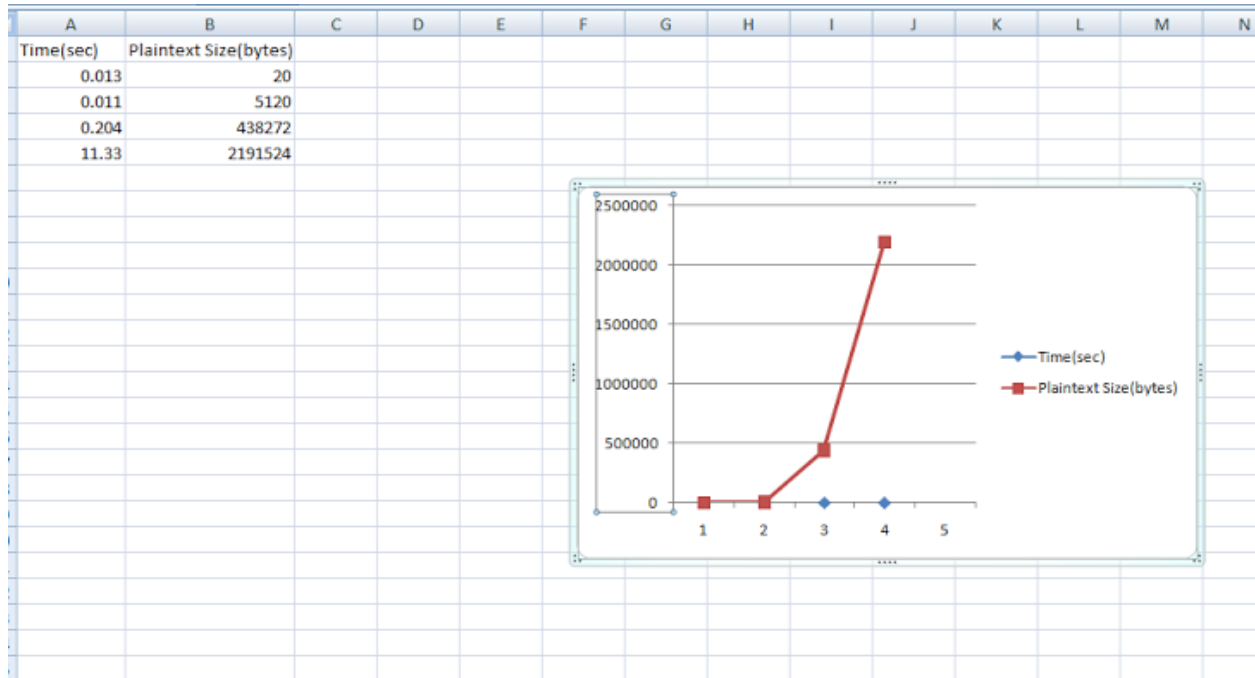 A B C D E F G H I J K L M N
Time(sec) Plaintext Size(bytes)
0.013 20
0.011 5120
0.204 438272
11.33 2191524
2500000
2000000
1500000
1000000
500000
0
1 2 3 4 5
Time(sec)
Plaintext Size(bytes)